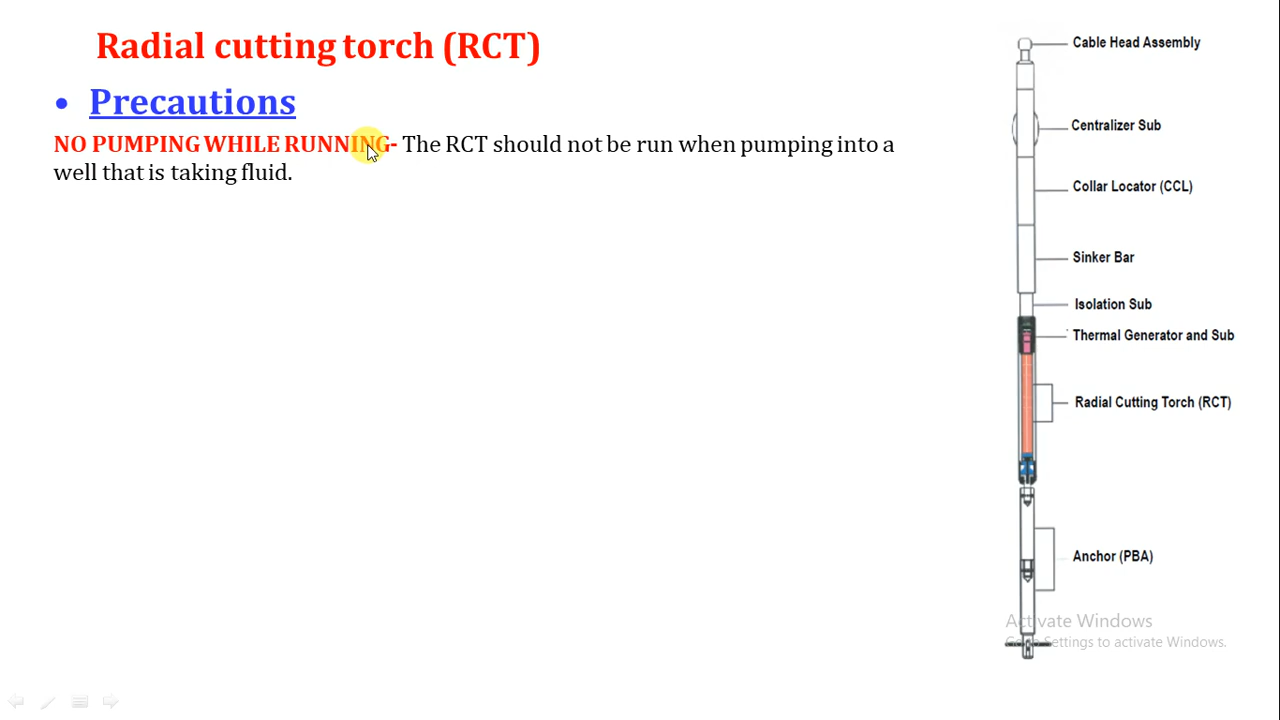 Radial cutting torch (RCT)
• Precautions
NO PUMPING WHILE RUNNING- The RCT should not be run when pumping into a
well that is taking fluid.
Cable Head Assembly
Centralizer Sub
Collar Locator (CCL)
Sinker Bar
Isolation Sub
Thermal Generator and Sub
Radial Cutting Torch (RCT)
Anchor (PBA)
Activate Windows
Go to Settings to activate Windows.